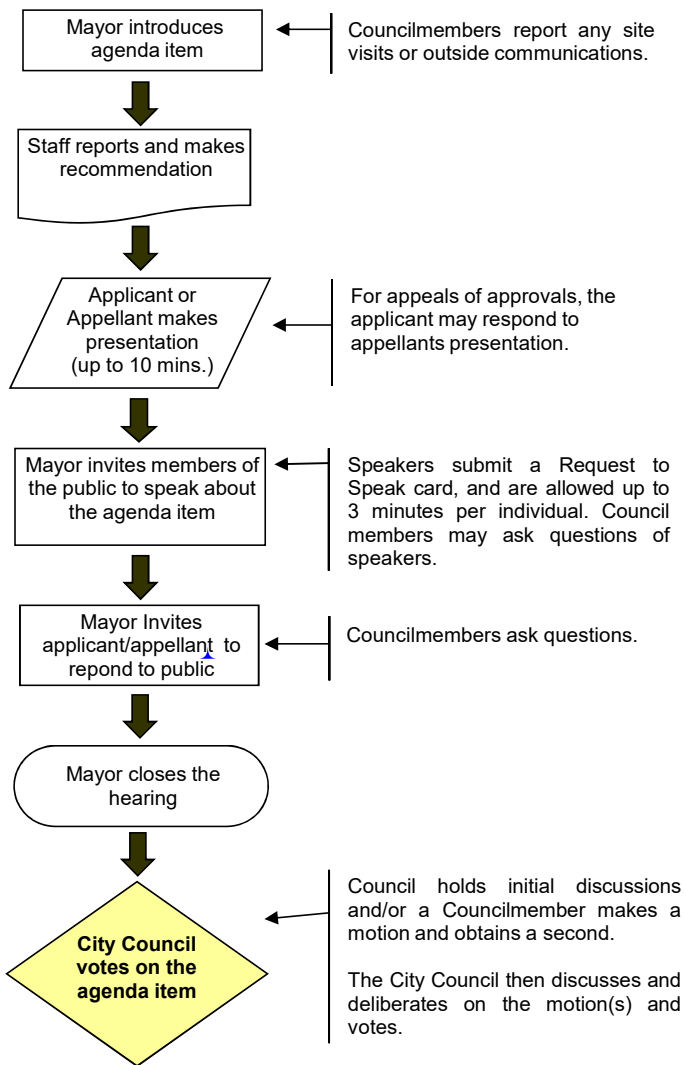 Mayor introduces
agenda item
Councilmembers report any site
visits or outside communications.
Staff reports and makes
recommendation
Applicant or
Appellant makes
presentation
(up to 10 mins.)
For appeals of approvals, the
applicant may respond to
appellants presentation.
Mayor invites members of
the public to speak about
the agenda item
Speakers submit a Request to
Speak card, and are allowed up to
3 minutes per individual. Council
members may ask questions of
speakers.
Mayor Invites
applicant/appellant to
repond to public
Councilmembers ask questions.
Mayor closes the
hearing
City Council
votes on the
agenda item
Council holds initial discussions
and/or a Councilmember makes a
motion and obtains a second.
The City Council then discusses and
deliberates on the motion(s) and
votes.